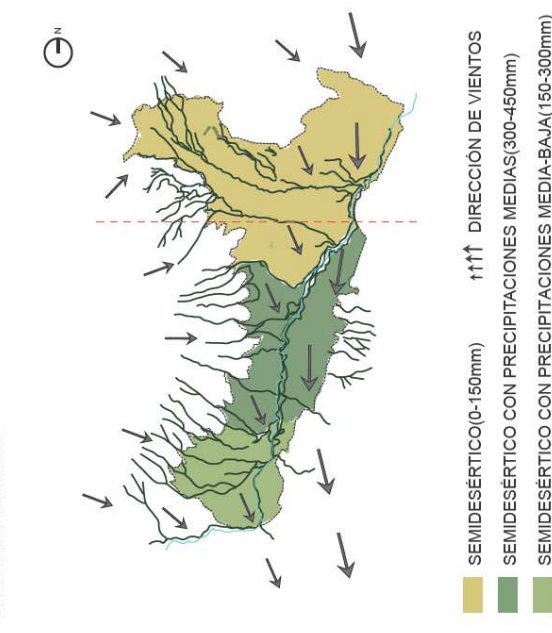 N
SEMIDESÉRTICO(0-150mm)
DIRECCIÓN DE VIENTOS
SEMIDESÉRTICO CON PRECIPITACIONES MEDIAS(300-450mm)
SEMIDESÉRTICO CON PRECIPITACIONES MEDIA-BAJA(150-300mm)